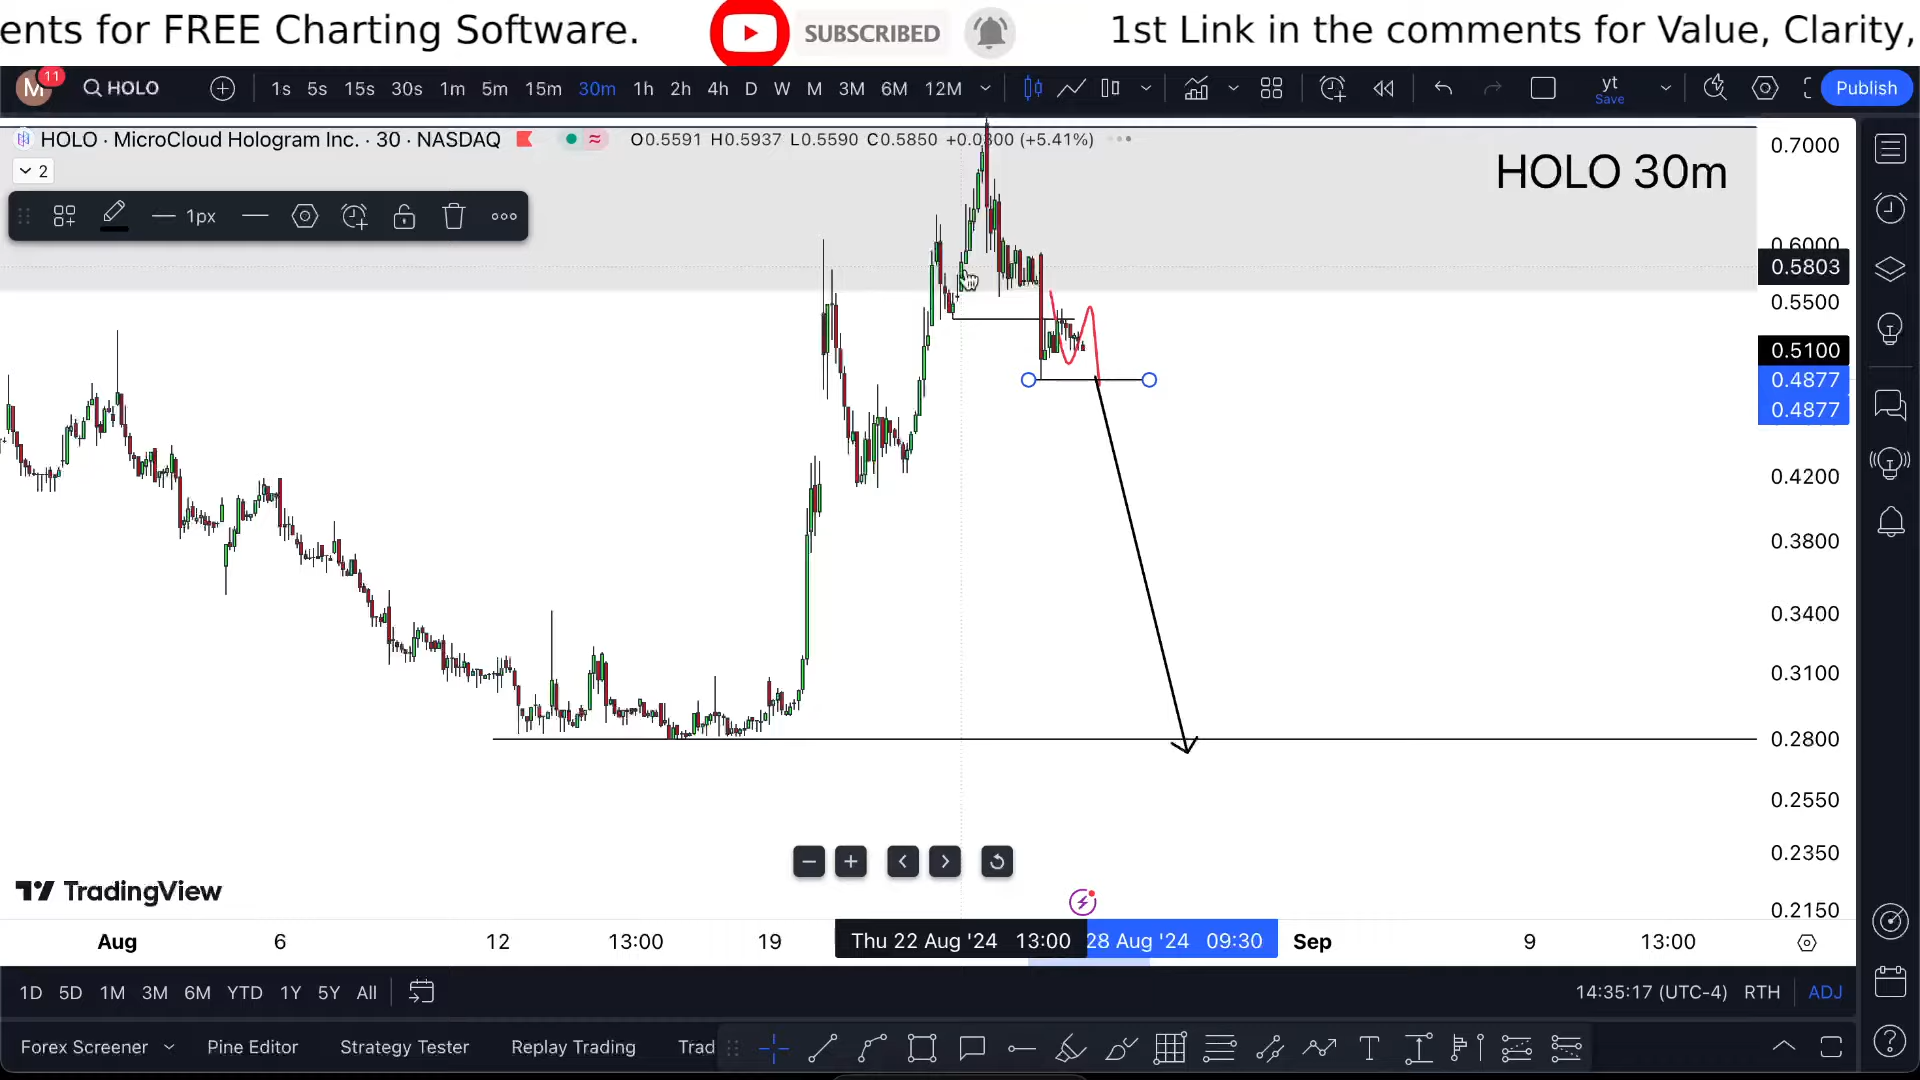 ents for FREE Charting Software. SUBSCRIBED 1st Link in the comments for Value, Clarity,
M 11 HOLO 1s 5s 15s 30s 1m 5m 15m 30m 1h 2h 4h D W M 3M 6M 12M yt Save Publish
HOLO · MicroCloud Hologram Inc. · 30 · NASDAQ O0.5591 H0.5937 L0.5590 C0.5850 +0.0300 (+5.41%)
2
HOLO 30m
1px
0.7000
0.6000
0.5803
0.5500
0.5100
0.4877
0.4877
0.4200
0.3800
0.3400
0.3100
0.2800
0.2550
0.2350
0.2150
TradingView
Aug 6 12 13:00 19 Thu 22 Aug '24 13:00 28 Aug '24 09:30 Sep 9 13:00
1D 5D 1M 3M 6M YTD 1Y 5Y All 14:35:17 (UTC-4) RTH ADJ
Forex Screener Pine Editor Strategy Tester Replay Trading Trad